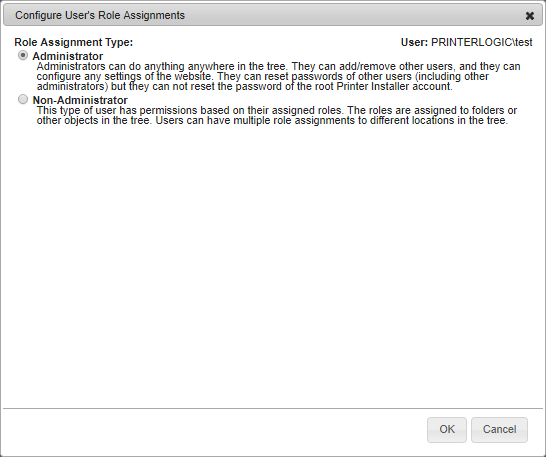 Configure User's Role Assignments
Role Assignment Type: User: PRINTERLOGIC\test
Administrator
Administrators can do anything anywhere in the tree. They can add/remove other users, and they can
configure any settings of the website. They can reset passwords of other users (including other
administrators) but they can not reset the password of the root Printer Installer account.
Non-Administrator
This type of user has permissions based on their assigned roles. The roles are assigned to folders or
other objects in the tree. Users can have multiple role assignments to different locations in the tree.
OK Cancel